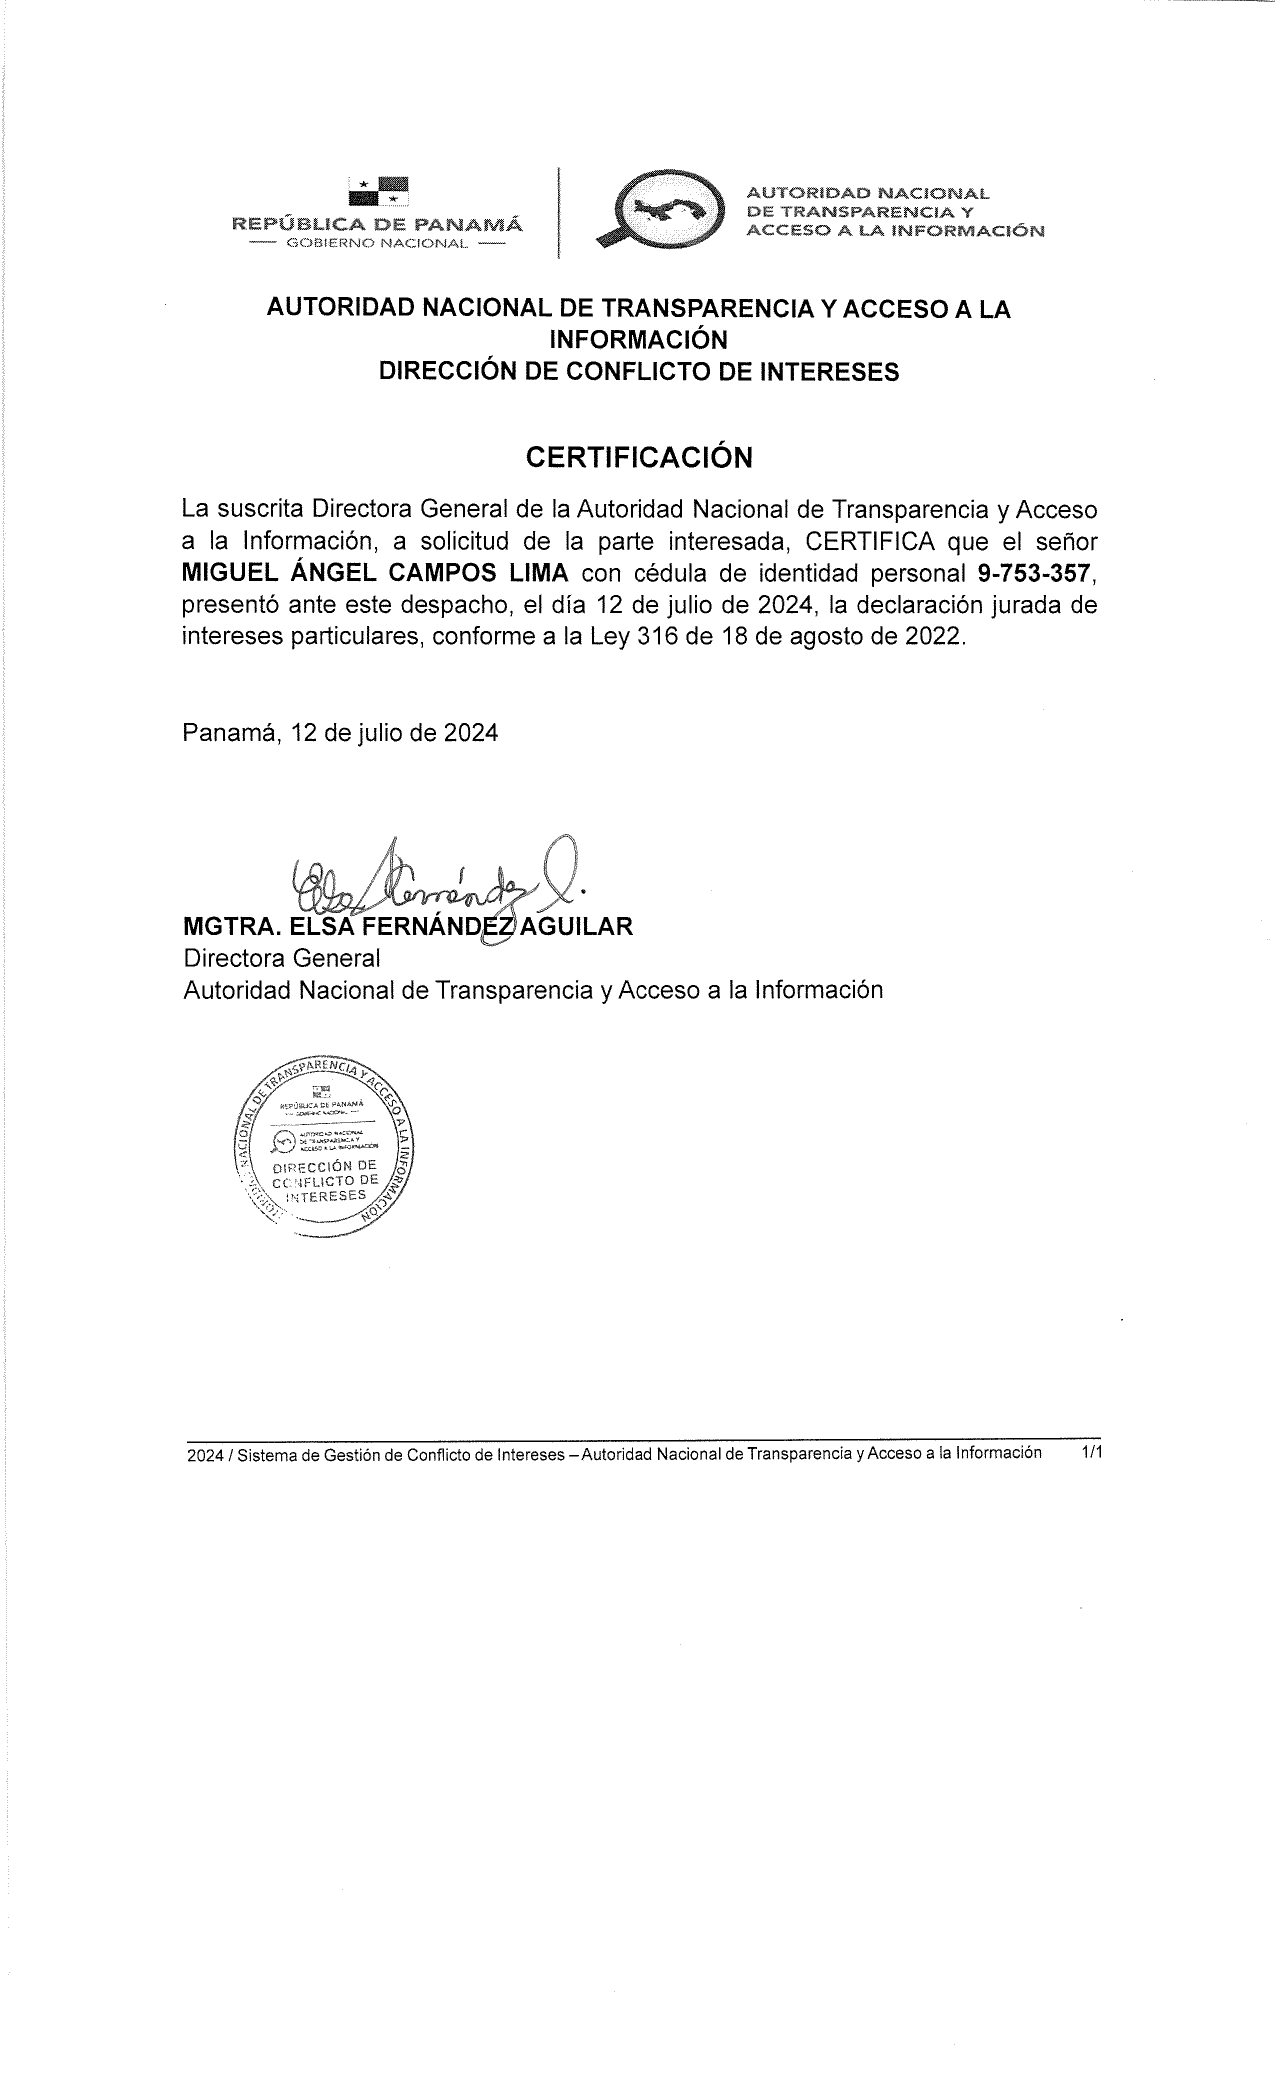 REPÚBLICA DE PANAMÁ
GOBIERNO NACIONAL
AUTORIDAD NACIONAL
DE TRANSPARENCIA Y
ACCESO A LA INFORMACIÓN
AUTORIDAD NACIONAL DE TRANSPARENCIA Y ACCESO A LA
INFORMACIÓN
DIRECCIÓN DE CONFLICTO DE INTERESES
CERTIFICACIÓN
La suscrita Directora General de la Autoridad Nacional de Transparencia y Acceso
a la Información, a solicitud de la parte interesada, CERTIFICA que el señor
MIGUEL ÁNGEL CAMPOS LIMA con cédula de identidad personal 9-753-357,
presentó ante este despacho, el día 12 de julio de 2024, la declaración jurada de
intereses particulares, conforme a la Ley 316 de 18 de agosto de 2022.
Panamá, 12 de julio de 2024
Elsa Fernández
MGTRA. ELSA FERNÁNDEZ AGUILAR
Directora General
Autoridad Nacional de Transparencia y Acceso a la Información
NACIONAL DE TRANSPARENCIA Y ACCESO A LA INFORMACIÓN
REPÚBLICA DE PANAMÁ
GOBIERNO NACIONAL
AUTORIDAD NACIONAL
DE TRANSPARENCIA Y
ACCESO A LA INFORMACIÓN
DIRECCIÓN DE
CONFLICTO DE
INTERESES
2024 / Sistema de Gestión de Conflicto de Intereses – Autoridad Nacional de Transparencia y Acceso a la Información 1/1